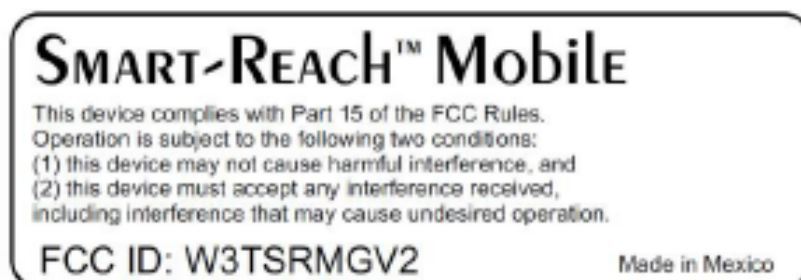 SMART-REACH™ MobilE
This device complies with Part 15 of the FCC Rules.
Operation is subject to the following two conditions:
(1) this device may not cause harmful interference, and
(2) this device must accept any interference received,
including interference that may cause undesired operation.
FCC ID: W3TSRMGV2
Made in Mexico